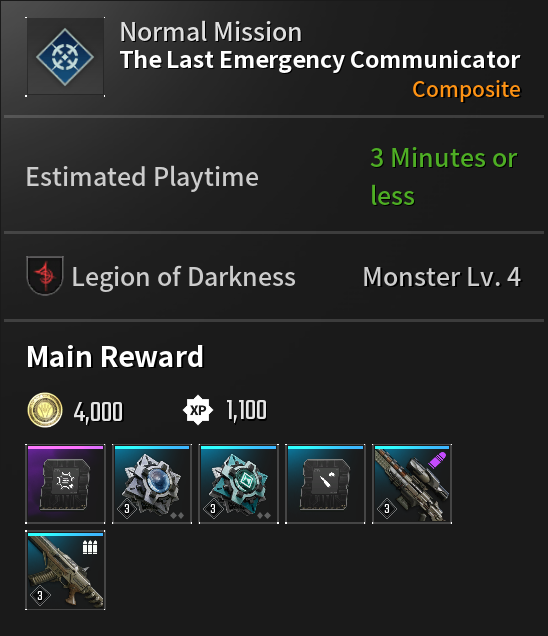 Normal Mission
The Last Emergency Communicator
Composite
Estimated Playtime
3 Minutes or
less
Legion of Darkness
Monster Lv. 4
Main Reward
4,000
XP
1,100
3
3
3
3